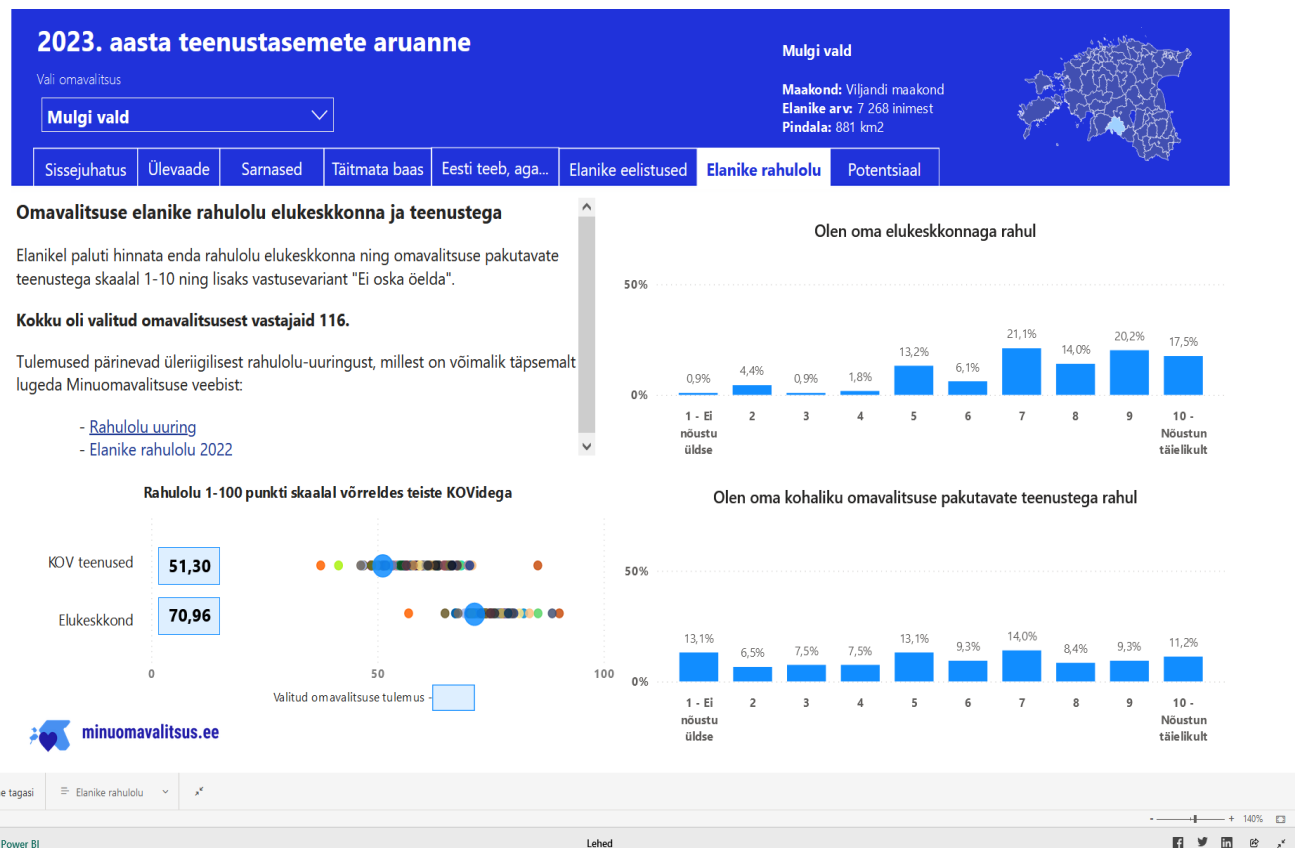 2023. aasta teenustasemete aruanne
Vali omavalitsus
Mulgi vald
Mulgi vald
Maakond: Viljandi maakond
Elanike arv: 7 268 inimest
Pindala: 881 km2
Sissejuhatus
Ülevaade
Sarnased
Täitmata baas
Eesti teeb, aga...
Elanike eelistused
Elanike rahulolu
Potentsiaal
Omavalitsuse elanike rahulolu elukeskkonna ja teenustega
Elanikel paluti hinnata enda rahulolu elukeskkonna ning omavalitsuse pakutavate
teenustega skaalal 1-10 ning lisaks vastusevariant "Ei oska öelda".
Kokku oli valitud omavalitsusest vastajaid 116.
Tulemused pärinevad üleriigilisest rahulolu-uuringust, millest on võimalik täpsemalt
lugeda Minuomavalitsuse veebist:
- Rahulolu uuring
- Elanike rahulolu 2022
Olen oma elukeskkonnaga rahul
50%
0%
0,9%
4,4%
0,9%
1,8%
13,2%
6,1%
21,1%
14,0%
20,2%
17,5%
1 - Ei
nõustu
üldse
2
3
4
5
6
7
8
9
10 -
Nõustun
täielikult
Rahulolu 1-100 punkti skaalal võrreldes teiste KOVidega
KOV teenused
51,30
Elukeskkond
70,96
0
50
100
Valitud omavalitsuse tulemus -
minuomavalitsus.ee
Olen oma kohaliku omavalitsuse pakutavate teenustega rahul
50%
0%
13,1%
6,5%
7,5%
7,5%
13,1%
9,3%
14,0%
8,4%
9,3%
11,2%
1 - Ei
nõustu
üldse
2
3
4
5
6
7
8
9
10 -
Nõustun
täielikult
e tagasi
Elanike rahulolu
- + 140%
Power BI
Lehed